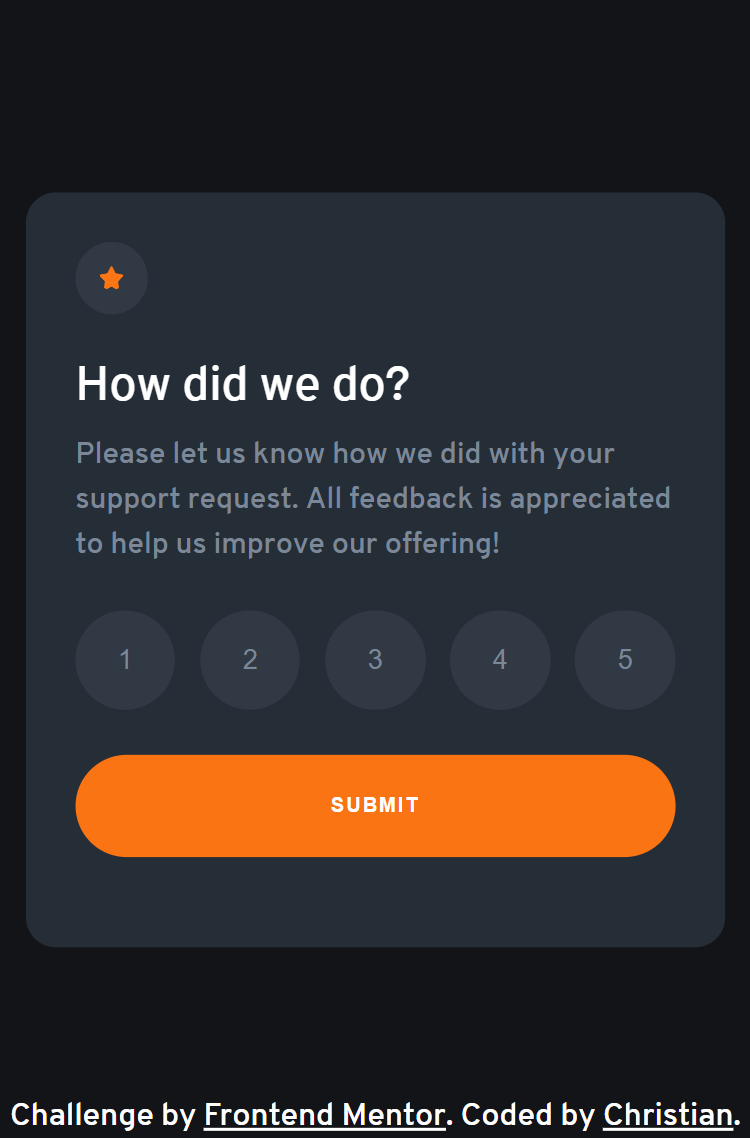 How did we do?
Please let us know how we did with your
support request. All feedback is appreciated
to help us improve our offering!
1 2 3 4 5
SUBMIT
Challenge by Frontend Mentor. Coded by Christian.